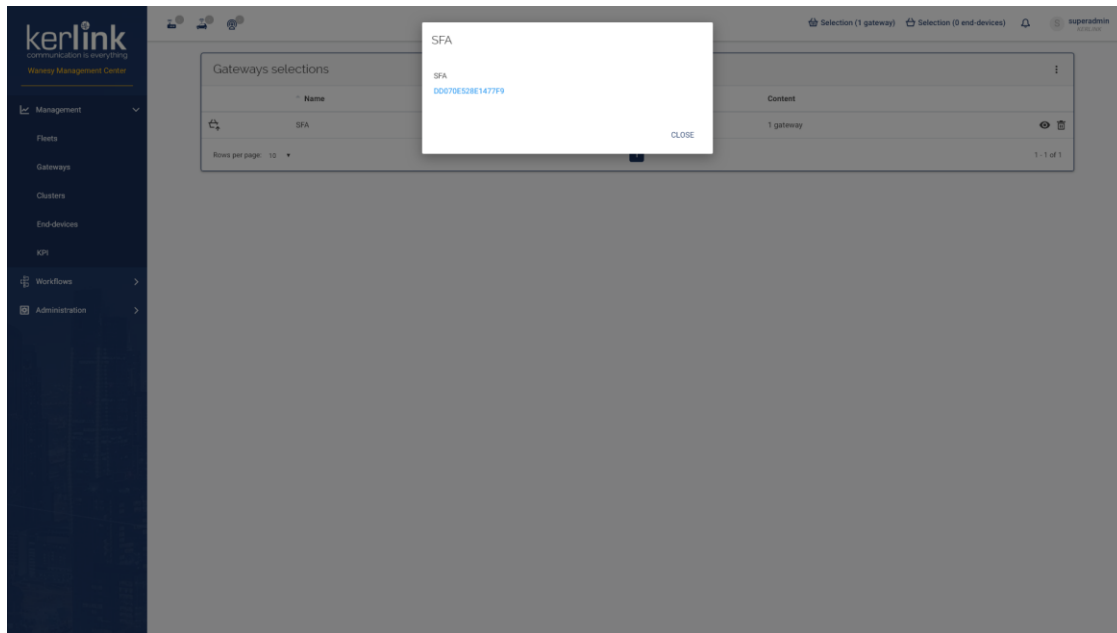 kerlink
communication is everything
Wanesy Management Center
Management
Fleets
Gateways
Clusters
End-devices
KPI
Workflows
Administration
Selection (1 gateway)
Selection (0 end-devices)
S
superadmin
KERLINK
Gateways selections
Name
Content
SFA
1 gateway
Rows per page: 10
1
1 - 1 of 1
SFA
SFA
DD070E528E1477F9
CLOSE